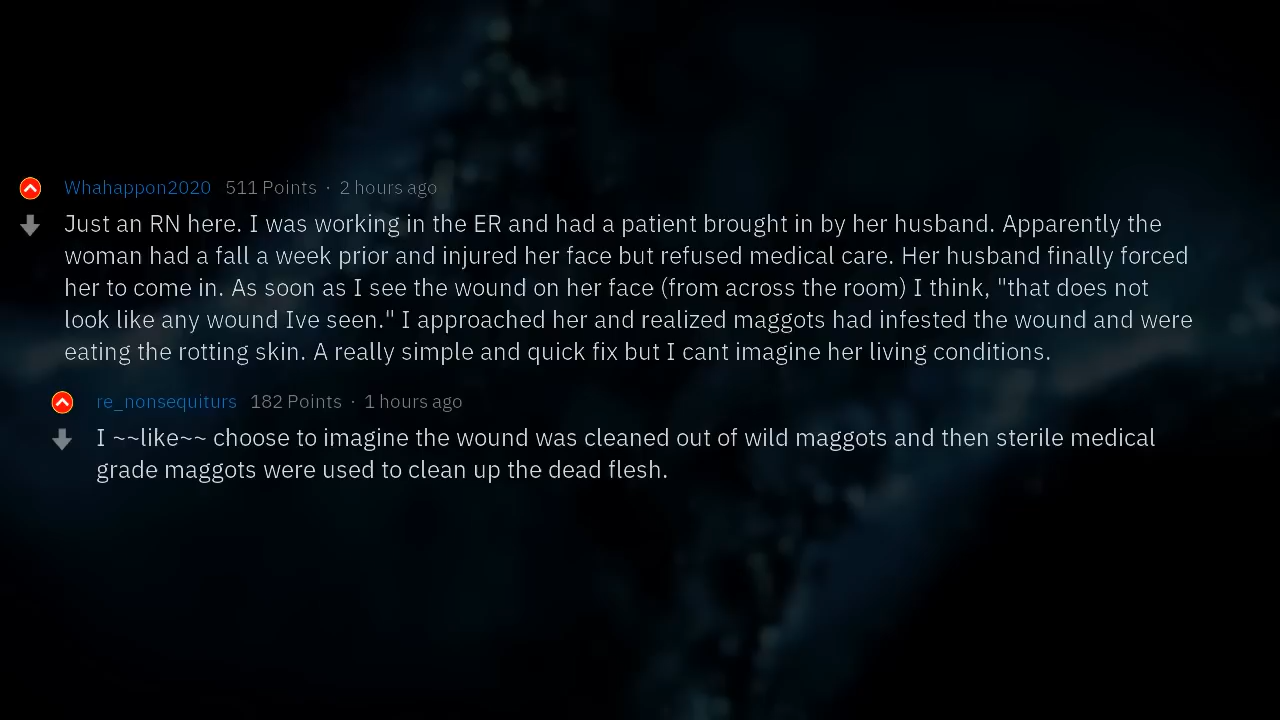 Whahappon2020 511 Points · 2 hours ago
Just an RN here. I was working in the ER and had a patient brought in by her husband. Apparently the
woman had a fall a week prior and injured her face but refused medical care. Her husband finally forced
her to come in. As soon as I see the wound on her face (from across the room) I think, "that does not
look like any wound Ive seen." I approached her and realized maggots had infested the wound and were
eating the rotting skin. A really simple and quick fix but I cant imagine her living conditions.
re_nonsequiturs 182 Points · 1 hours ago
I ~~like~~ choose to imagine the wound was cleaned out of wild maggots and then sterile medical
grade maggots were used to clean up the dead flesh.